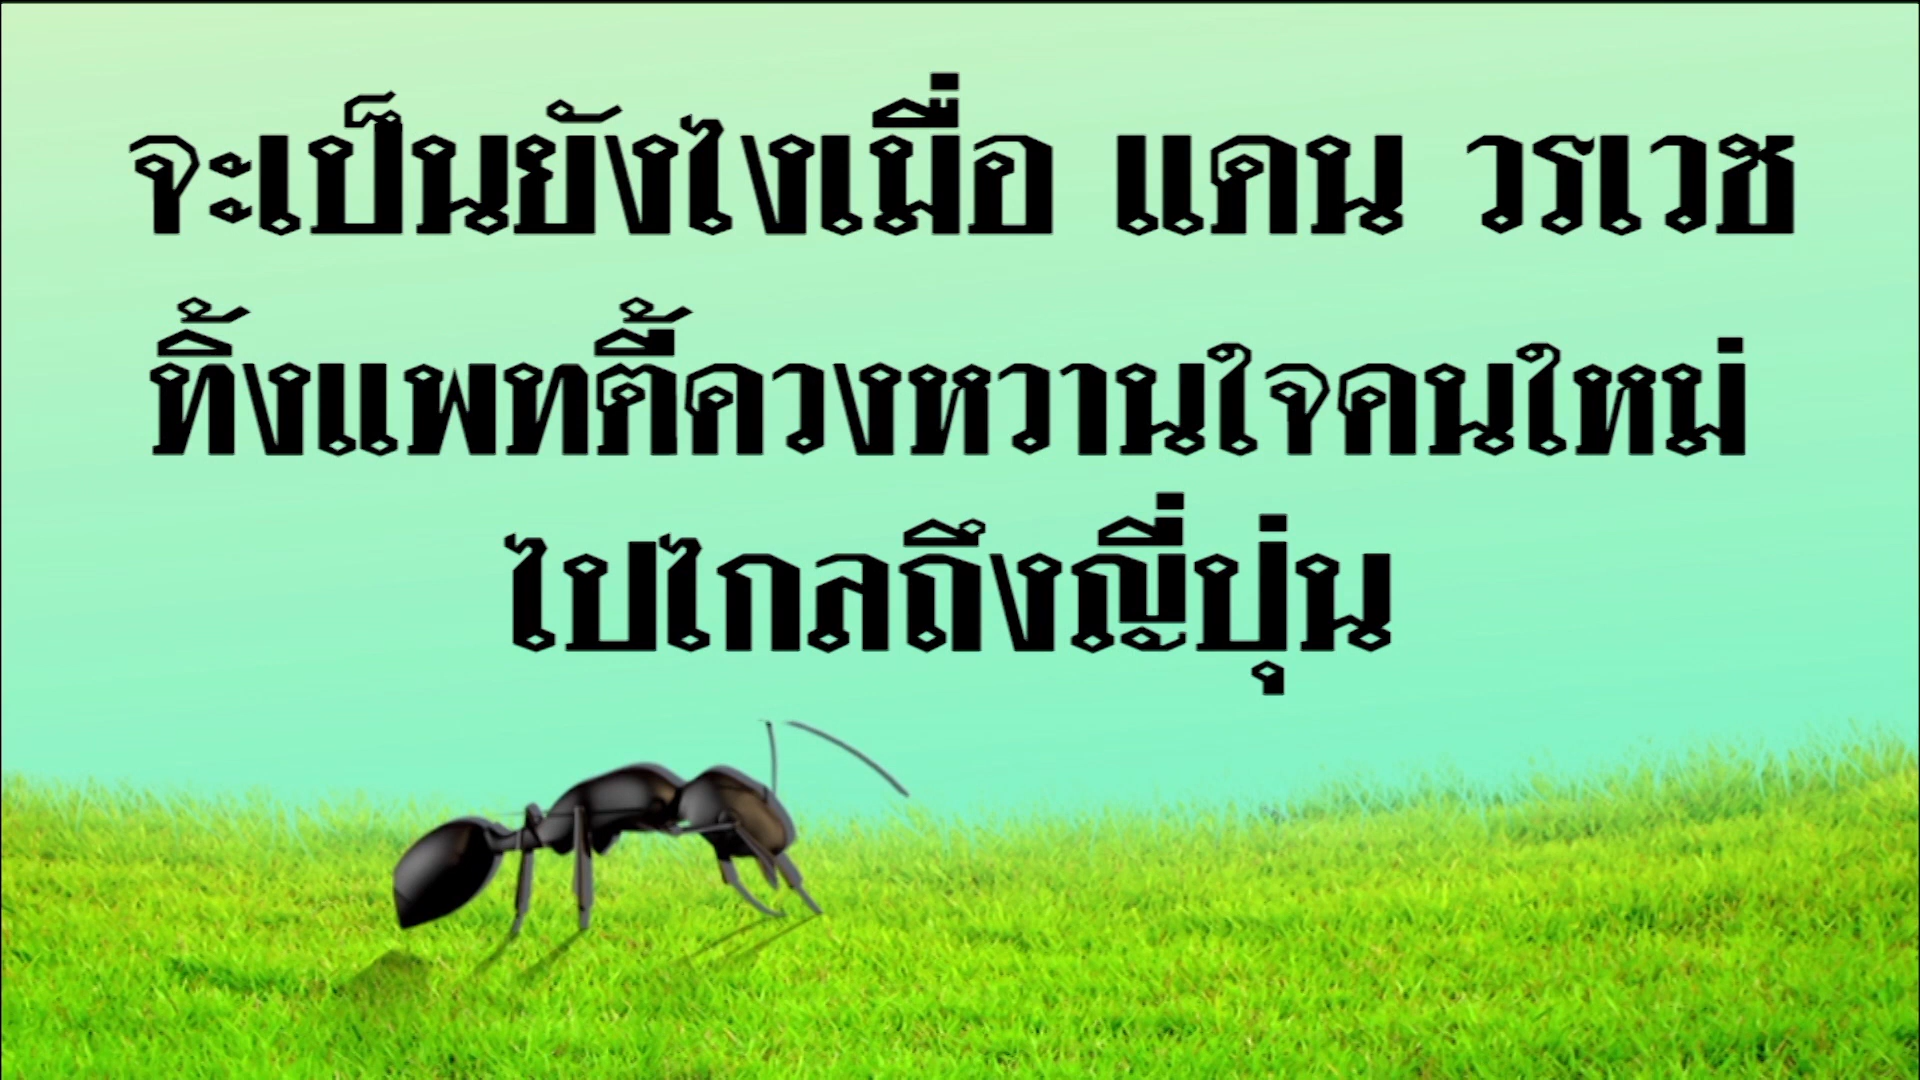 จะเป็นยังไงเมื่อ แดน วรเวช
ทิ้งแพทตี้ควงหวานใจคนใหม่
ไปไกลถึงญี่ปุ่น